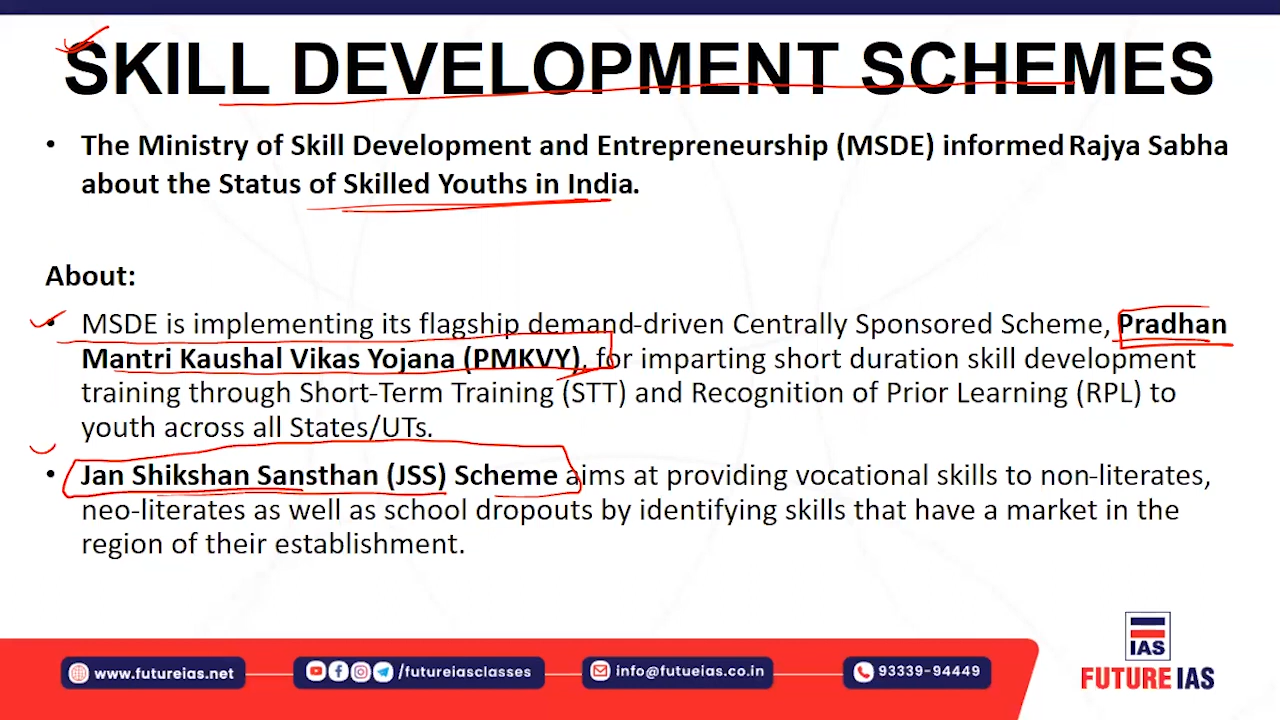 SKILL DEVELOPMENT SCHEMES
• The Ministry of Skill Development and Entrepreneurship (MSDE) informed Rajya Sabha
about the Status of Skilled Youths in India.
About:
• MSDE is implementing its flagship demand-driven Centrally Sponsored Scheme, Pradhan
Mantri Kaushal Vikas Yojana (PMKVY), for imparting short duration skill development
training through Short-Term Training (STT) and Recognition of Prior Learning (RPL) to
youth across all States/UTs.
• Jan Shikshan Sansthan (JSS) Scheme aims at providing vocational skills to non-literates,
neo-literates as well as school dropouts by identifying skills that have a market in the
region of their establishment.
IAS
FUTURE IAS
www.futureias.net
/futureiasclasses
info@futueias.co.in
93339-94449